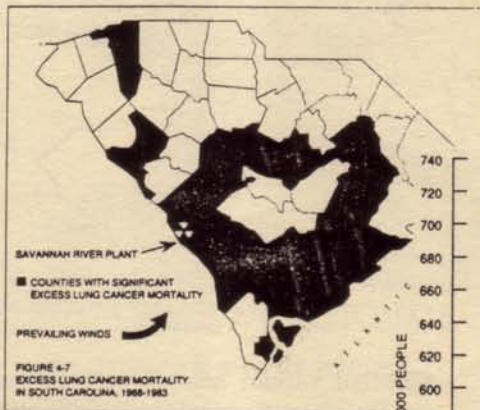 740
720
700
680
660
640
620
600
SAVANNAH RIVER PLANT
COUNTIES WITH SIGNIFICANT
EXCESS LUNG CANCER MORTALITY
PREVAILING WINDS
FIGURE 4-7
EXCESS LUNG CANCER MORTALITY
IN SOUTH CAROLINA, 1968-1983
ATLANTIC
00 PEOPLE